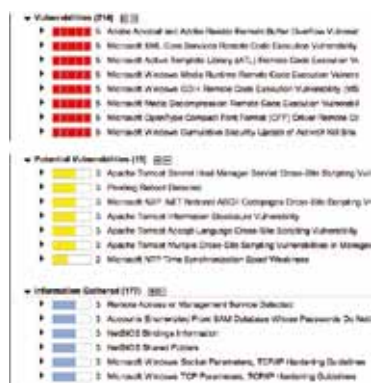 Vulnerabilities (214)
5 Adobe Acrobat and Adobe Reader Remote Buffer Overflow Vulnerabil
5 Microsoft XML Core Services Remote Code Execution Vulnerability
5 Microsoft Active Template Library (ATL) Remote Code Execution Vu
5 Microsoft Windows Media Runtime Remote Code Execution Vulnera
5 Microsoft Windows GDI+ Remote Code Execution Vulnerability (MS
5 Microsoft Media Decompression Remote Code Execution Vulnerabili
5 Microsoft OpenType Compact Font Format (CFF) Driver Remote Co
5 Microsoft Windows Cumulative Security Update of ActiveX Kill Bits
Potential Vulnerabilities (15)
3 Apache Tomcat Servlet Host Manager Servlet Cross-Site Scripting Vul
3 Pending Reboot Detected
3 Microsoft ASP .NET Cross-Site Scripting V
3 Apache Tomcat Information Disclosure Vulnerability
3 Apache Tomcat Accept-Language Cross-Site Scripting Vulnerability
3 Apache Tomcat Multiple Cross-Site Scripting Vulnerabilities in Manager
2 Microsoft NTP Time Synchronization Spoof Weakness
Information Gathered (177)
3 Remote Access or Management Service Detected
3 Accounts Enumerated From SAM Database Whose Passwords Do Not
3 NetBIOS Bindings Information
3 NetBIOS Shared Folders
3 Microsoft Windows Socket Parameters, TCP/IP Hardening Guidelines
3 Microsoft Windows TCP Parameters, TCP/IP Hardening Guidelines